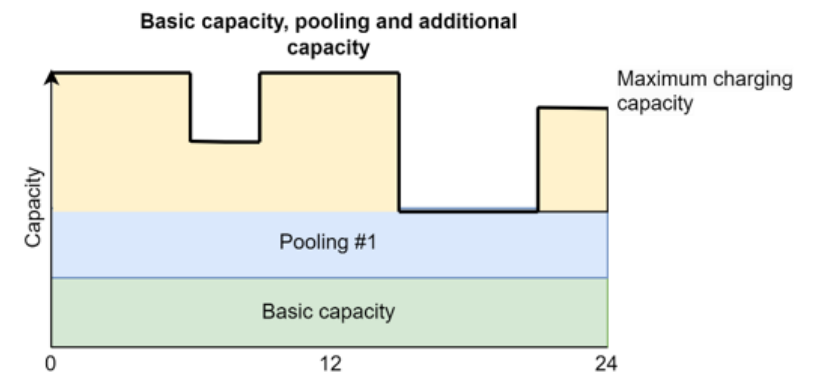 Basic capacity, pooling and additional
capacity
Maximum charging
capacity
Capacity
Pooling #1
Basic capacity
0
12
24